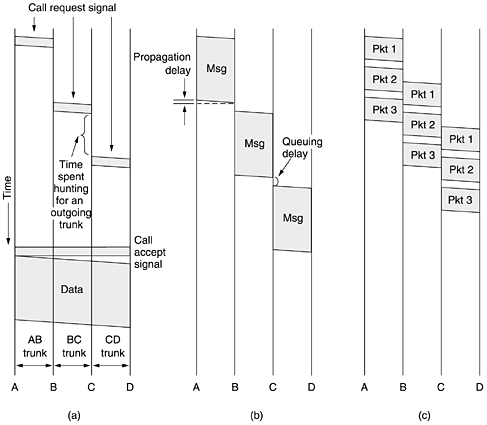 Call request signal
Propagation
delay
Msg
Pkt 1
Pkt 2
Pkt 3
Pkt 1
Pkt 2
Pkt 3
Pkt 1
Pkt 2
Pkt 3
Msg
Queuing
delay
Msg
Time
spent
hunting
for an
outgoing
trunk
Time
Call
accept
signal
Data
AB
trunk
BC
trunk
CD
trunk
A
B
C
D
A
B
C
D
A
B
C
D
(a)
(b)
(c)